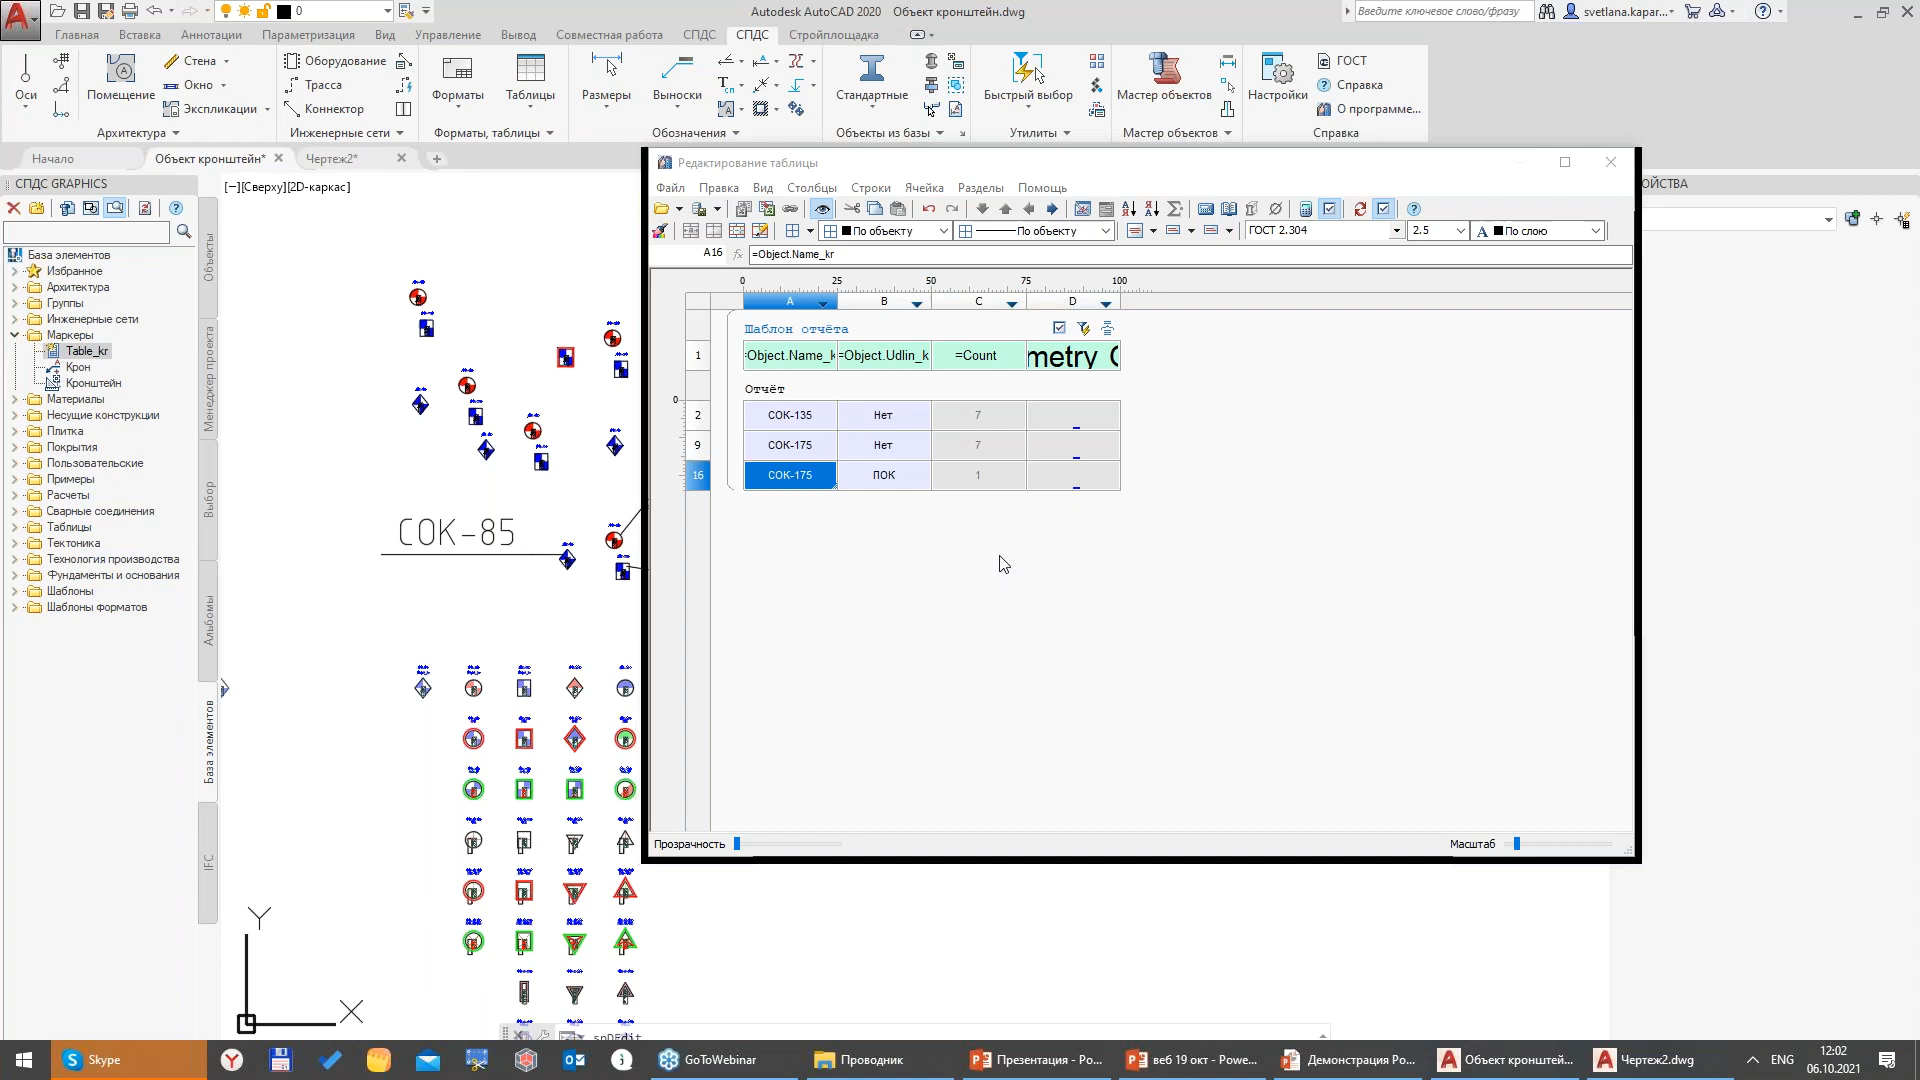 0
Autodesk AutoCAD 2020 Объект кронштейн.dwg
Введите ключевое слово/фразу
svetlana.kapar...
Главная Вставка Аннотации Параметризация Вид Управление Вывод Совместная работа СПДС СПДС Стройплощадка
Оси
Помещение
Стена
Окно
Экспликации
Архитектура
Оборудование
Трасса
Коннектор
Инженерные сети
Форматы
Таблицы
Форматы, таблицы
Размеры
Выноски
Обозначения
Стандартные
Объекты из базы
Быстрый выбор
Утилиты
Мастер объектов
Мастер объектов
Настройки
ГОСТ
Справка
О программе...
Справка
Начало
Объект кронштейн*
Чертеж2*
СПДС GRAPHICS
База элементов
Избранное
Архитектура
Группы
Инженерные сети
Маркеры
Table_kr
Крон
Кронштейн
Материалы
Несущие конструкции
Плитка
Покрытия
Пользовательские
Примеры
Расчеты
Сварные соединения
Таблицы
Тектоника
Технология производства
Фундаменты и основания
Шаблоны
Шаблоны форматов
Объекты
Менеджер проекта
Выбор
Альбомы
База элементов
IFC
[−][Сверху][2D-каркас]
СОК-85
Y
X
Редактирование таблицы
Файл Правка Вид Столбцы Строки Ячейка Разделы Помощь
По объекту
По объекту
ГОСТ 2.304
2.5
По слою
A16
=Object.Name_kr
0 25 50 75 100
A B C D
Шаблон отчёта
1
=Object.Udlin_k
=Count
Отчёт
0
2 СОК-135 Нет 7
9 СОК-175 Нет 7
16 СОК-175 ПОК 1
Прозрачность
Масштаб
ОЙСТВА
Skype
GoToWebinar
Проводник
Презентация - Po...
веб 19 окт - Powe...
Демонстрация Po...
Объект кронштей...
Чертеж2.dwg
ENG
12:02
06.10.2021